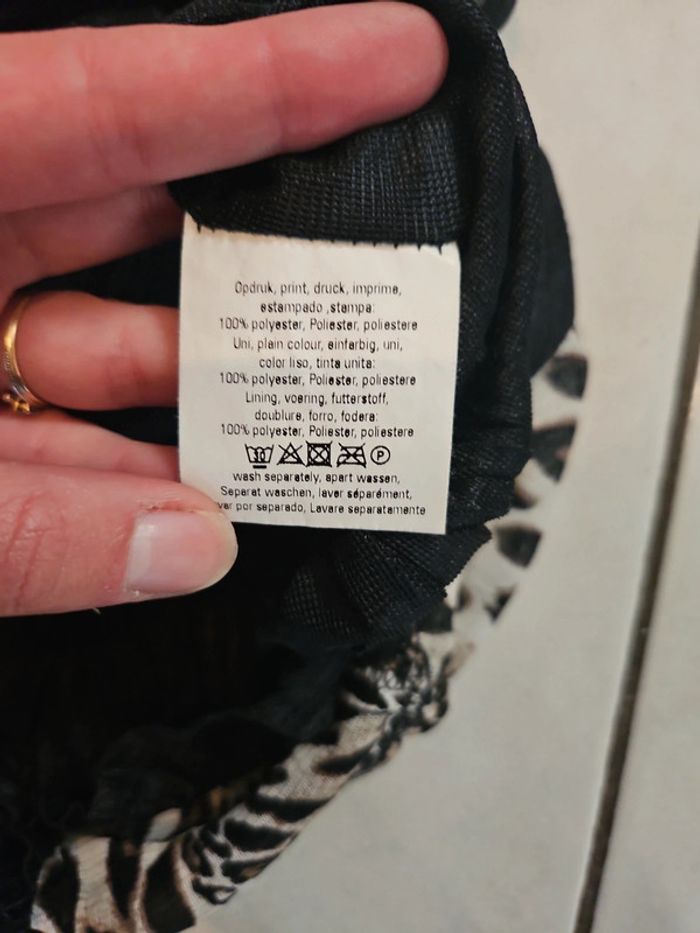 Opdruk, print, druck, imprime,
estampado ,stampa:
100% polyester, Poliester, poliestere
Uni, plain colour, einfarbig, uni,
color liso, tinta unita:
100% polyester, Poliester, poliestere
Lining, voering, futterstoff,
doublure, forro, fodera:
100% polyester, Poliester, poliestere
30 P
wash separately, apart wassen,
Separat waschen, laver séparément,
var por separado, Lavare separatamente